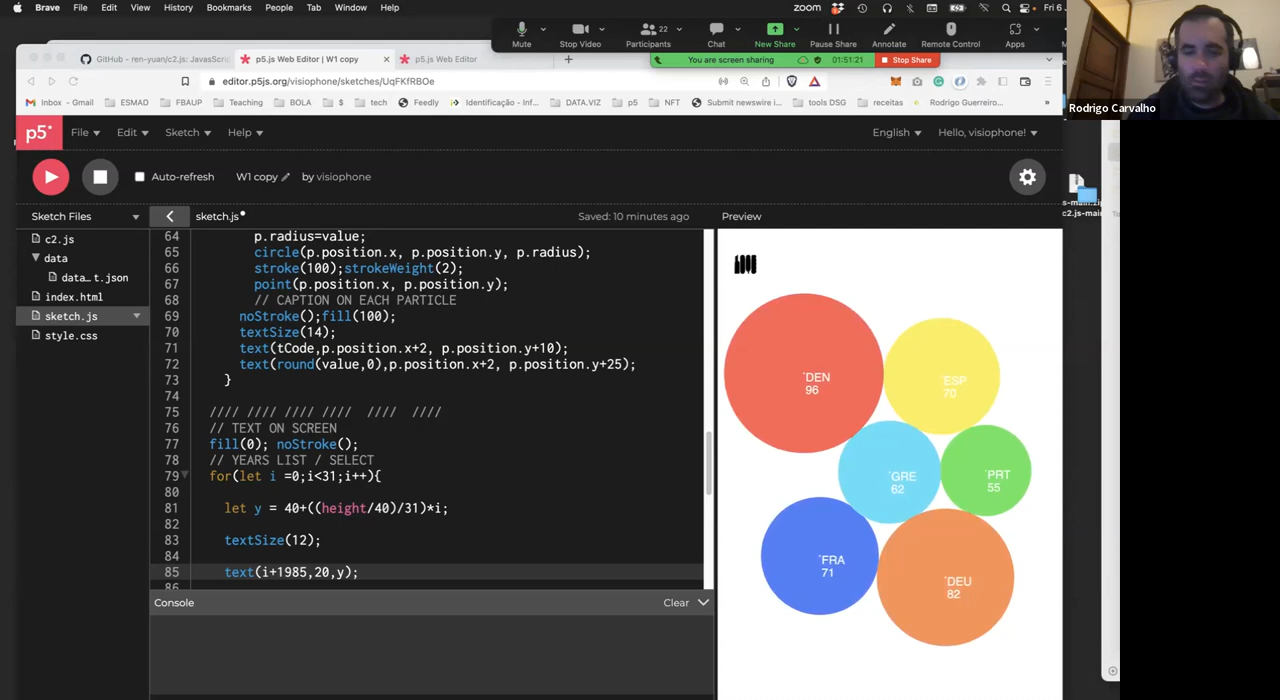 Brave File Edit View History Bookmarks People Tab Window Help
zoom Fri 6
Mute Stop Video Participants 22 Chat New Share Pause Share Annotate Remote Control Apps
You are screen sharing 01:51:21 Stop Share
GitHub - ren-yuan/c2.js: JavaScri
p5.js Web Editor | W1 copy
p5.js Web Editor
editor.p5js.org/visiophone/sketches/UqFKfRBOe
Inbox - Gmail ESMAD FBAUP Teaching BOLA $ tech Feedly Identificação - Inf... DATA.VIZ p5 NFT Submit newswire i... tools DSG receitas Rodrigo Guerreiro...
Rodrigo Carvalho
p5* File Edit Sketch Help English Hello, visiophone!
Auto-refresh W1 copy by visiophone
Sketch Files
sketch.js
Saved: 10 minutes ago
Preview
c2.js
data
data…t.json
index.html
sketch.js
style.css
64 p.radius=value;
65 circle(p.position.x, p.position.y, p.radius);
66 stroke(100);strokeWeight(2);
67 point(p.position.x, p.position.y);
68 // CAPTION ON EACH PARTICLE
69 noStroke();fill(100);
70 textSize(14);
71 text(tCode,p.position.x+2, p.position.y+10);
72 text(round(value,0),p.position.x+2, p.position.y+25);
73 }
74
75 //// //// //// //// //// ////
76 // TEXT ON SCREEN
77 fill(0); noStroke();
78 // YEARS LIST / SELECT
79 for(let i =0;i<31;i++){
80
81 let y = 40+((height/40)/31)*i;
82
83 textSize(12);
84
85 text(i+1985,20,y);
86
Console
Clear
DEN
96
ESP
70
GRE
62
PRT
55
FRA
71
DEU
82
s-main.zip
c2.js-mai